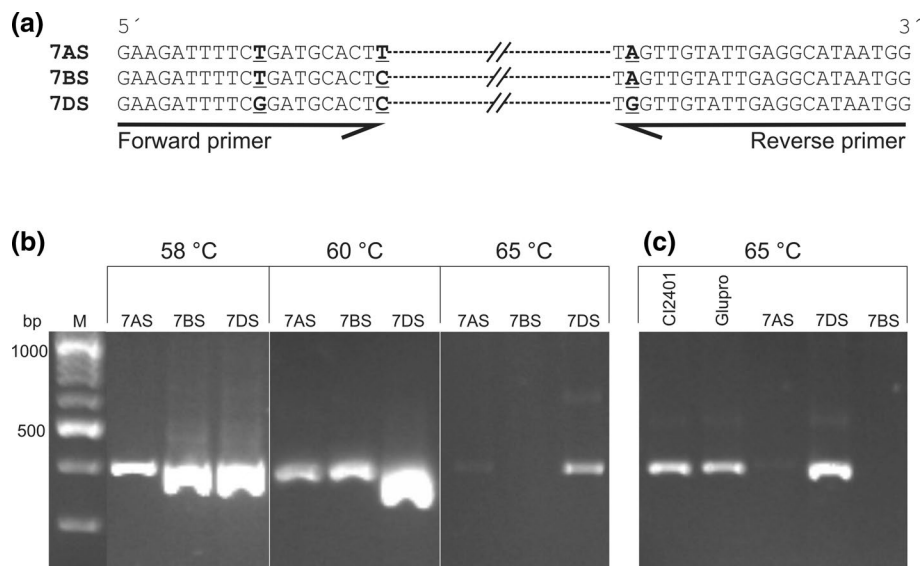 (a)
5´ 3´
7AS GAAGATTTTCTGATGCACTT TAGTTGTATTGAGGCATAATGG
7BS GAAGATTTTCTGATGCACTC TAGTTGTATTGAGGCATAATGG
7DS GAAGATTTTCGGATGCACTC TGGTTGTATTGAGGCATAATGG
Forward primer Reverse primer
(b) 58 °C 60 °C 65 °C
bp M 7AS 7BS 7DS 7AS 7BS 7DS 7AS 7BS 7DS
1000
500
(c) 65 °C
CI2401 Glupro 7AS 7DS 7BS